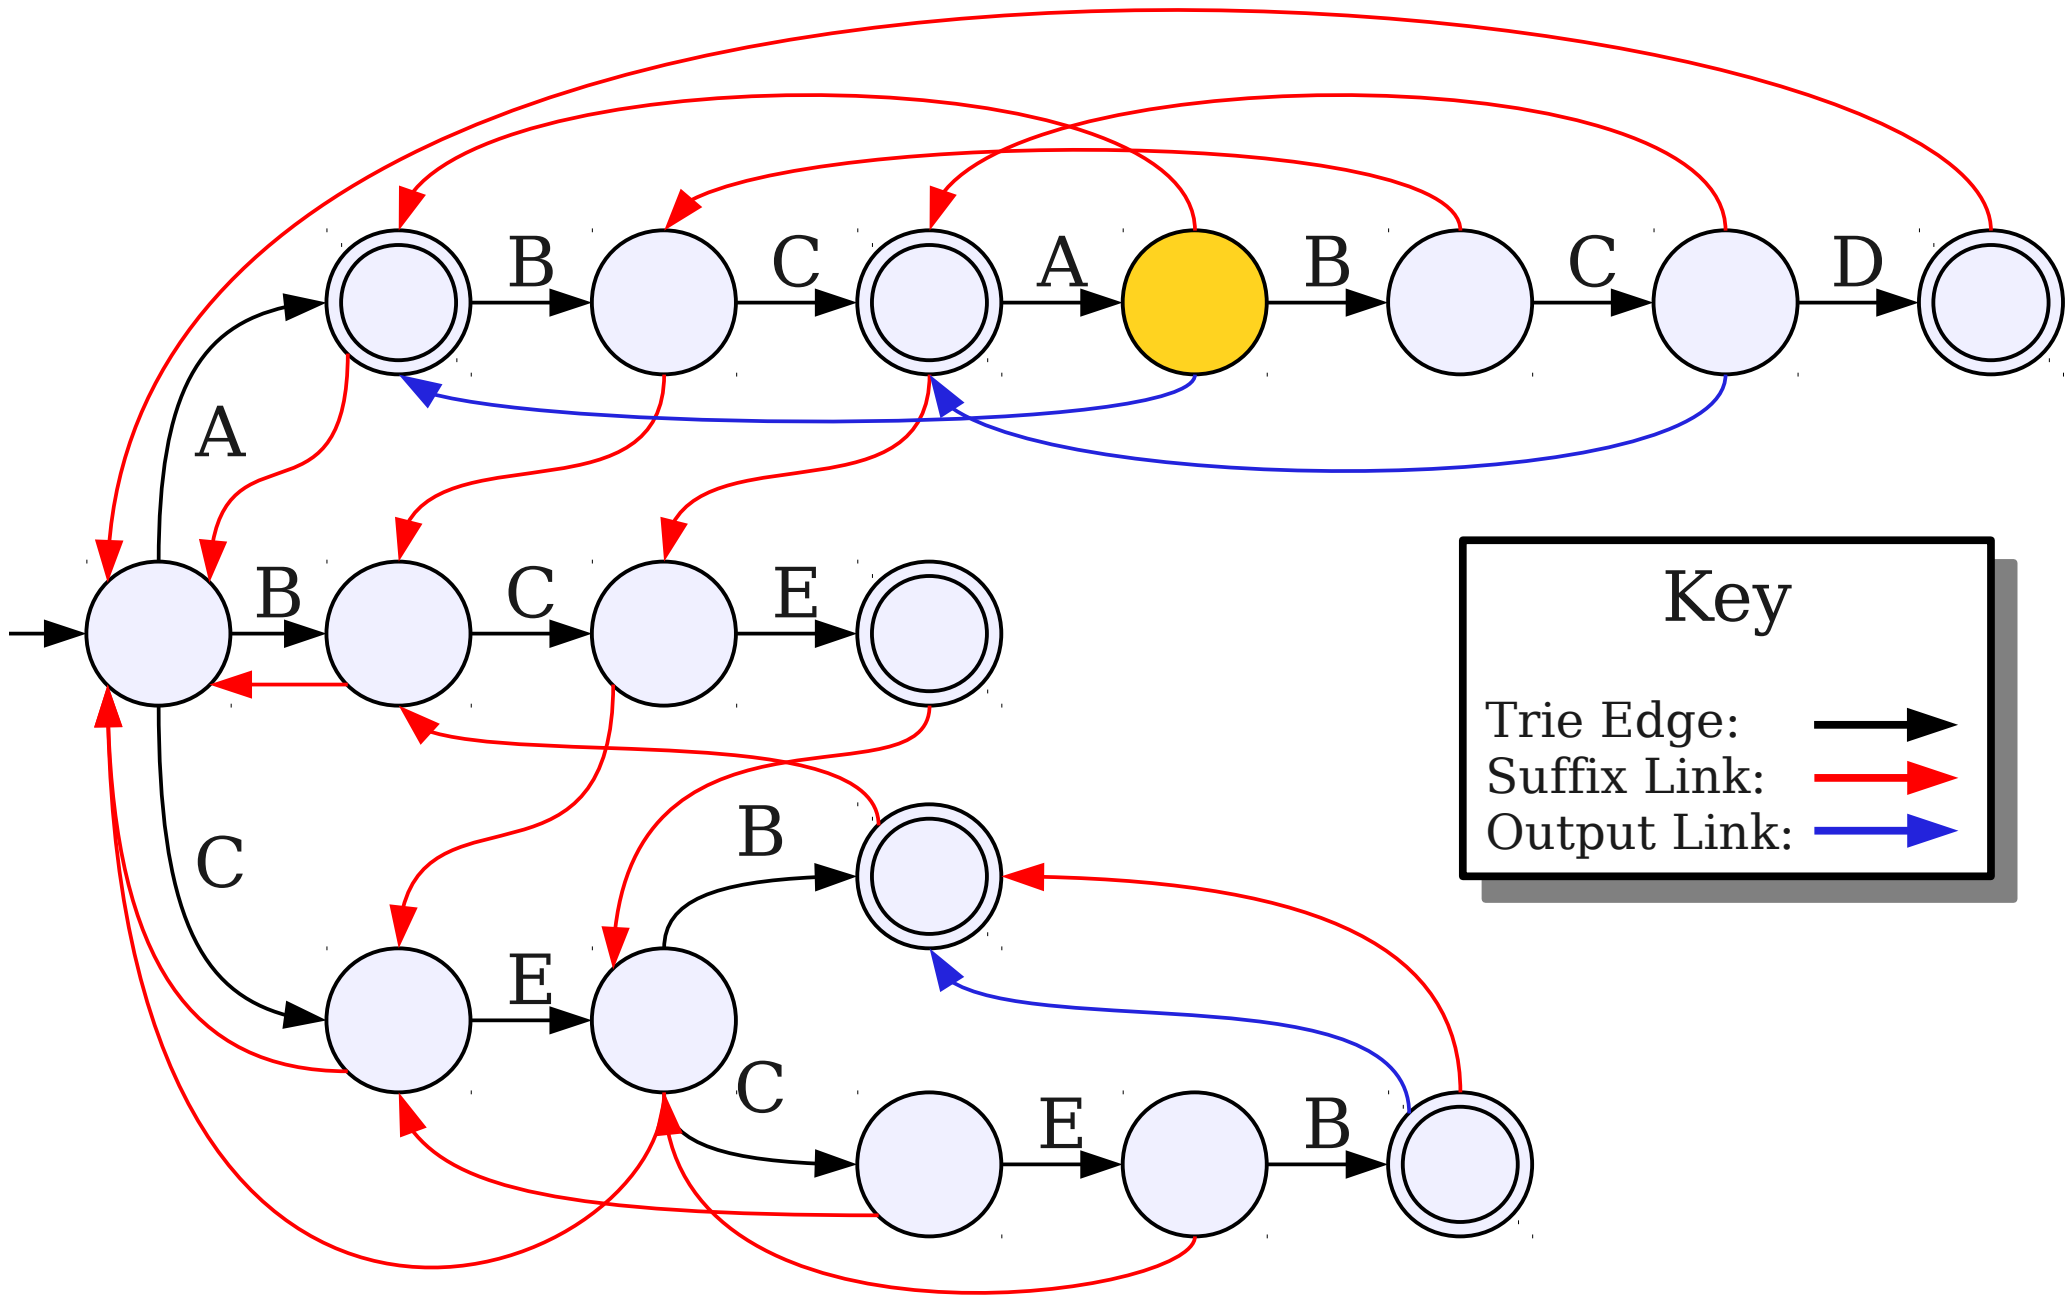 B C A B C D
A
B C E
Key
Trie Edge:
Suffix Link:
Output Link:
B
C
E
C
E B